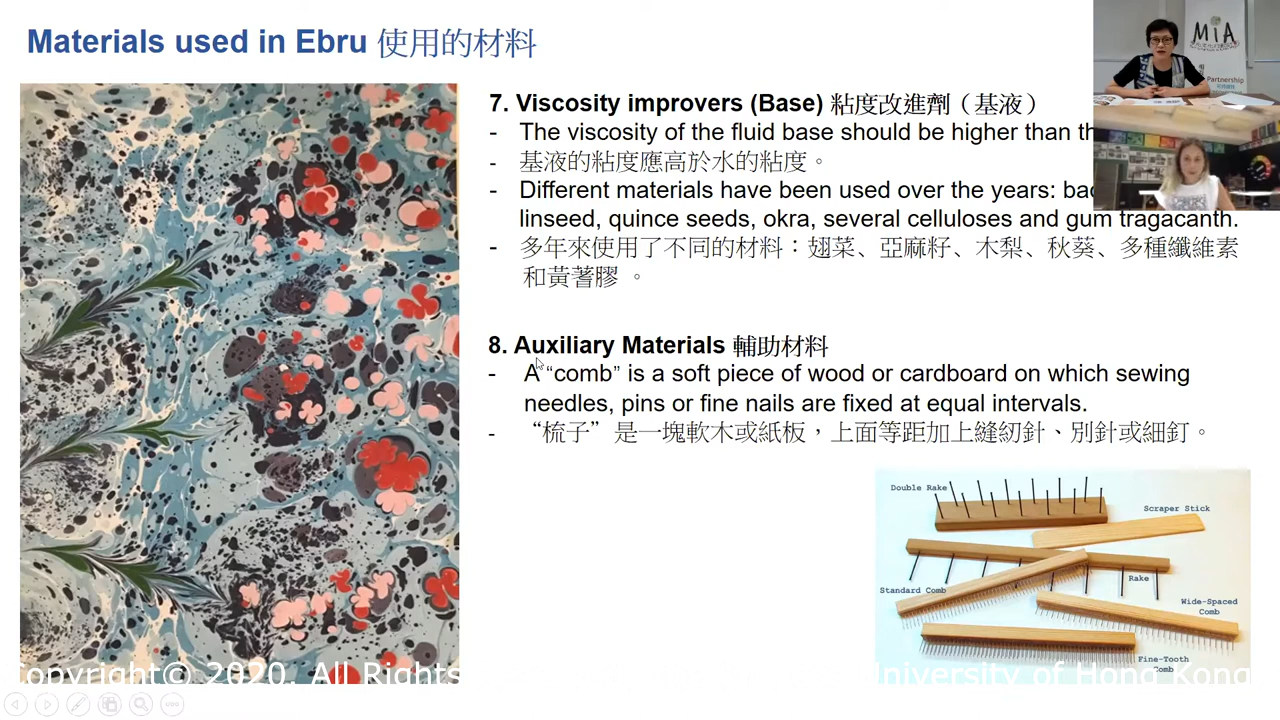 Materials used in Ebru 使用的材料
MiA
Partnership
7. Viscosity improvers (Base) 粘度改進劑（基液）
- The viscosity of the fluid base should be higher than
- 基液的粘度應高於水的粘度。
- Different materials have been used over the years:
linseed, quince seeds, okra, several celluloses and gum tragacanth.
- 多年來使用了不同的材料：翅菜、亞麻籽、木梨、秋葵、多種纖維素
和黃蓍膠 。
8. Auxiliary Materials 輔助材料
- A “comb” is a soft piece of wood or cardboard on which sewing
needles, pins or fine nails are fixed at equal intervals.
- “梳子”是一塊軟木或紙板，上面等距加上縫紉針、別針或細釘。
Double Rake
Scraper Stick
Rake
Standard Comb
Wide-Spaced
Comb
Fine-Tooth
Comb
Copyright© 2020. All Rights University of Hong Kong